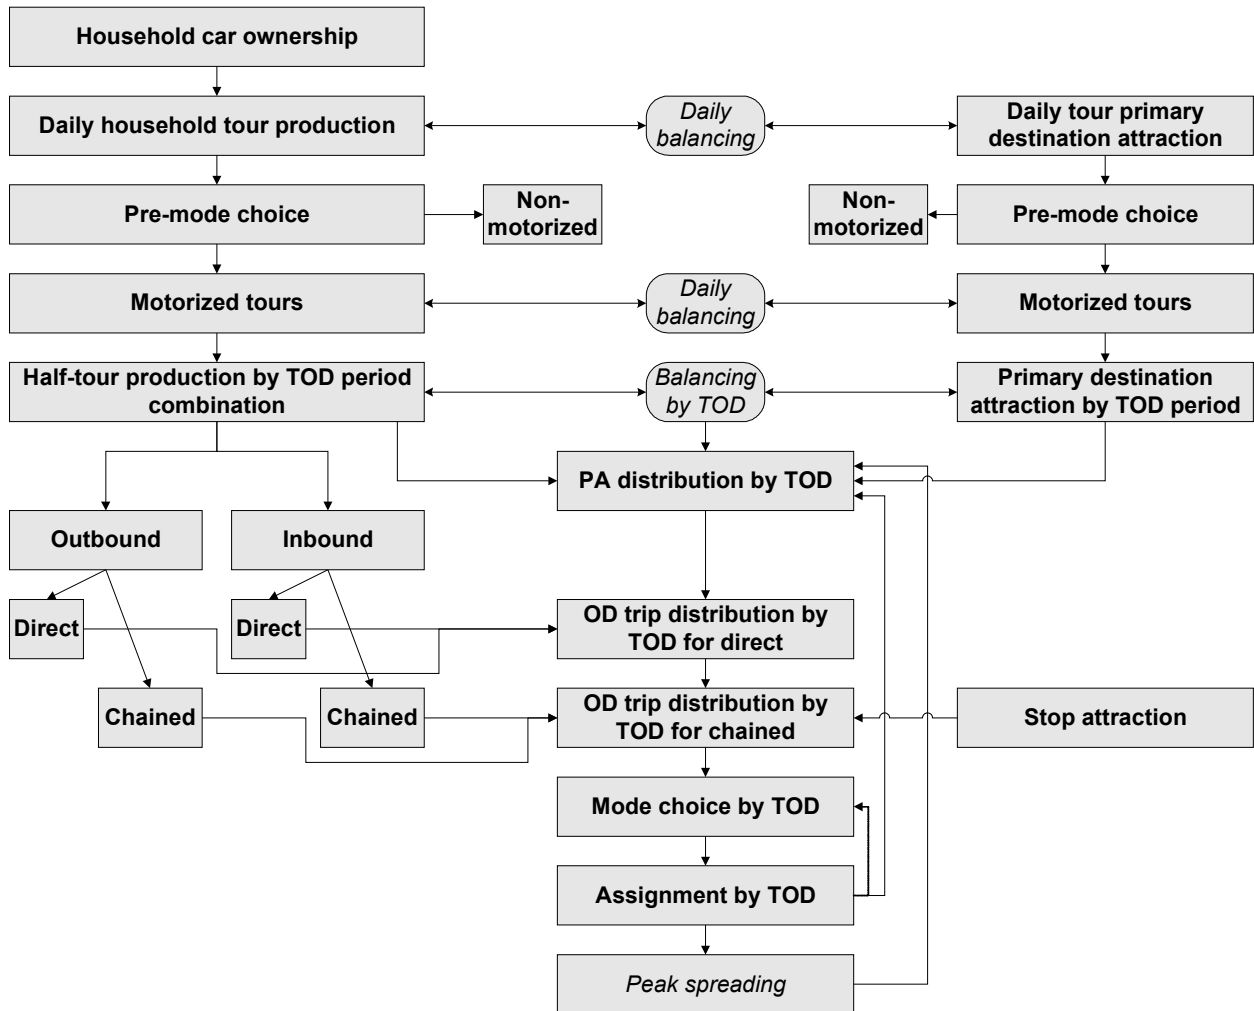 Household car ownership
Daily household tour production
Daily
balancing
Daily tour primary
destination attraction
Pre-mode choice
Non-
motorized
Non-
motorized
Pre-mode choice
Motorized tours
Daily
balancing
Motorized tours
Half-tour production by TOD period
combination
Balancing
by TOD
Primary destination
attraction by TOD period
PA distribution by TOD
Outbound
Inbound
Direct
Direct
OD trip distribution by
TOD for direct
Chained
Chained
OD trip distribution by
TOD for chained
Stop attraction
Mode choice by TOD
Assignment by TOD
Peak spreading